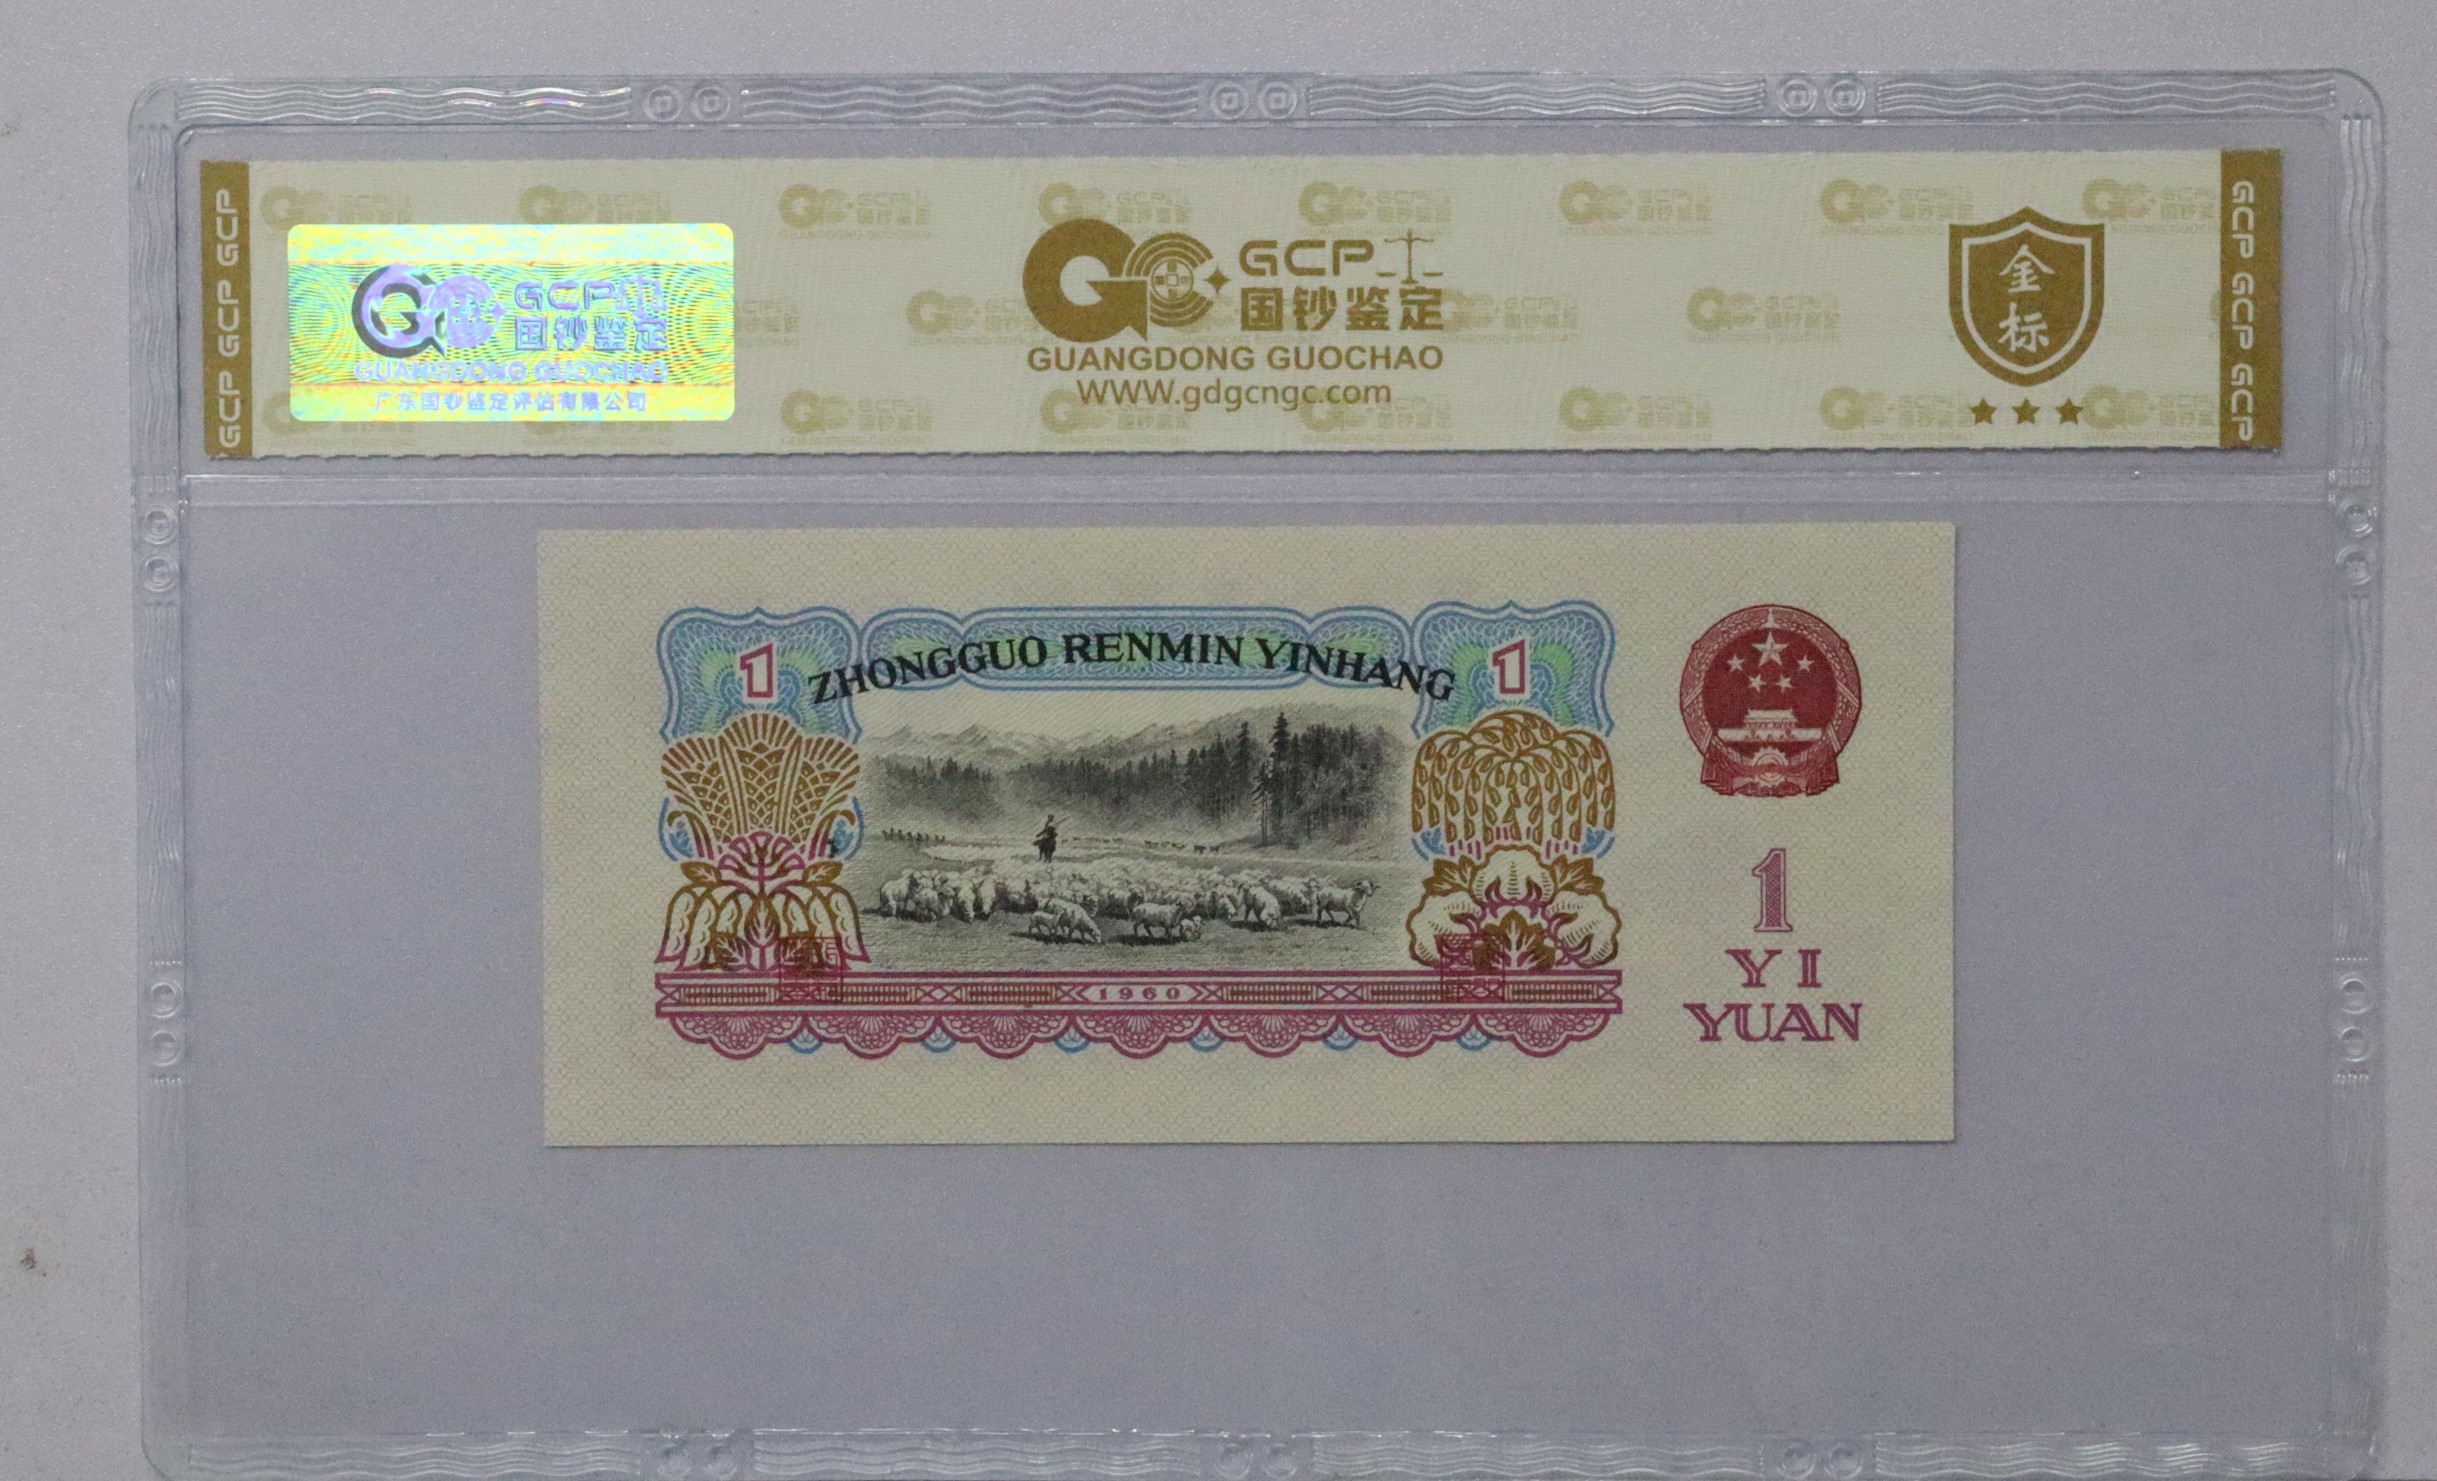 GCP GCP GCP
GCP
国钞鉴定
GUANGDONG GUOCHAO
广东国钞鉴定评估有限公司
GCP
国钞鉴定
GUANGDONG GUOCHAO
WWW.gdgcngc.com
金标
GCP GCP GCP
1
ZHONGGUO RENMIN YINHANG
1
1960
1
YI
YUAN